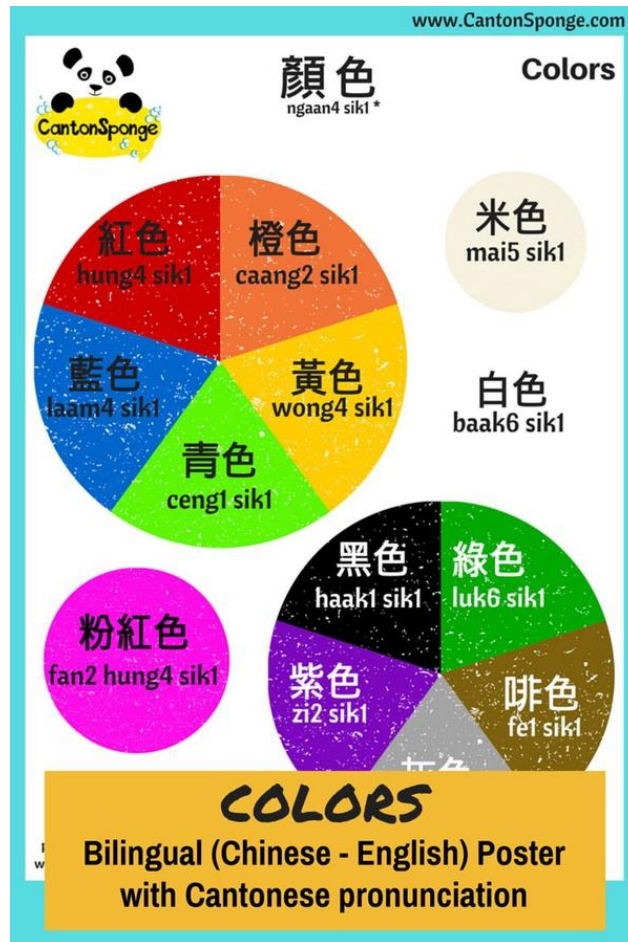 www.CantonSponge.com
CantonSponge
顏色
ngaan4 sik1 *
Colors
紅色
hung4 sik1
橙色
caang2 sik1
米色
mai5 sik1
藍色
laam4 sik1
黃色
wong4 sik1
白色
baak6 sik1
青色
ceng1 sik1
黑色
haak1 sik1
綠色
luk6 sik1
粉紅色
fan2 hung4 sik1
紫色
zi2 sik1
啡色
fe1 sik1
COLORS
Bilingual (Chinese - English) Poster
with Cantonese pronunciation